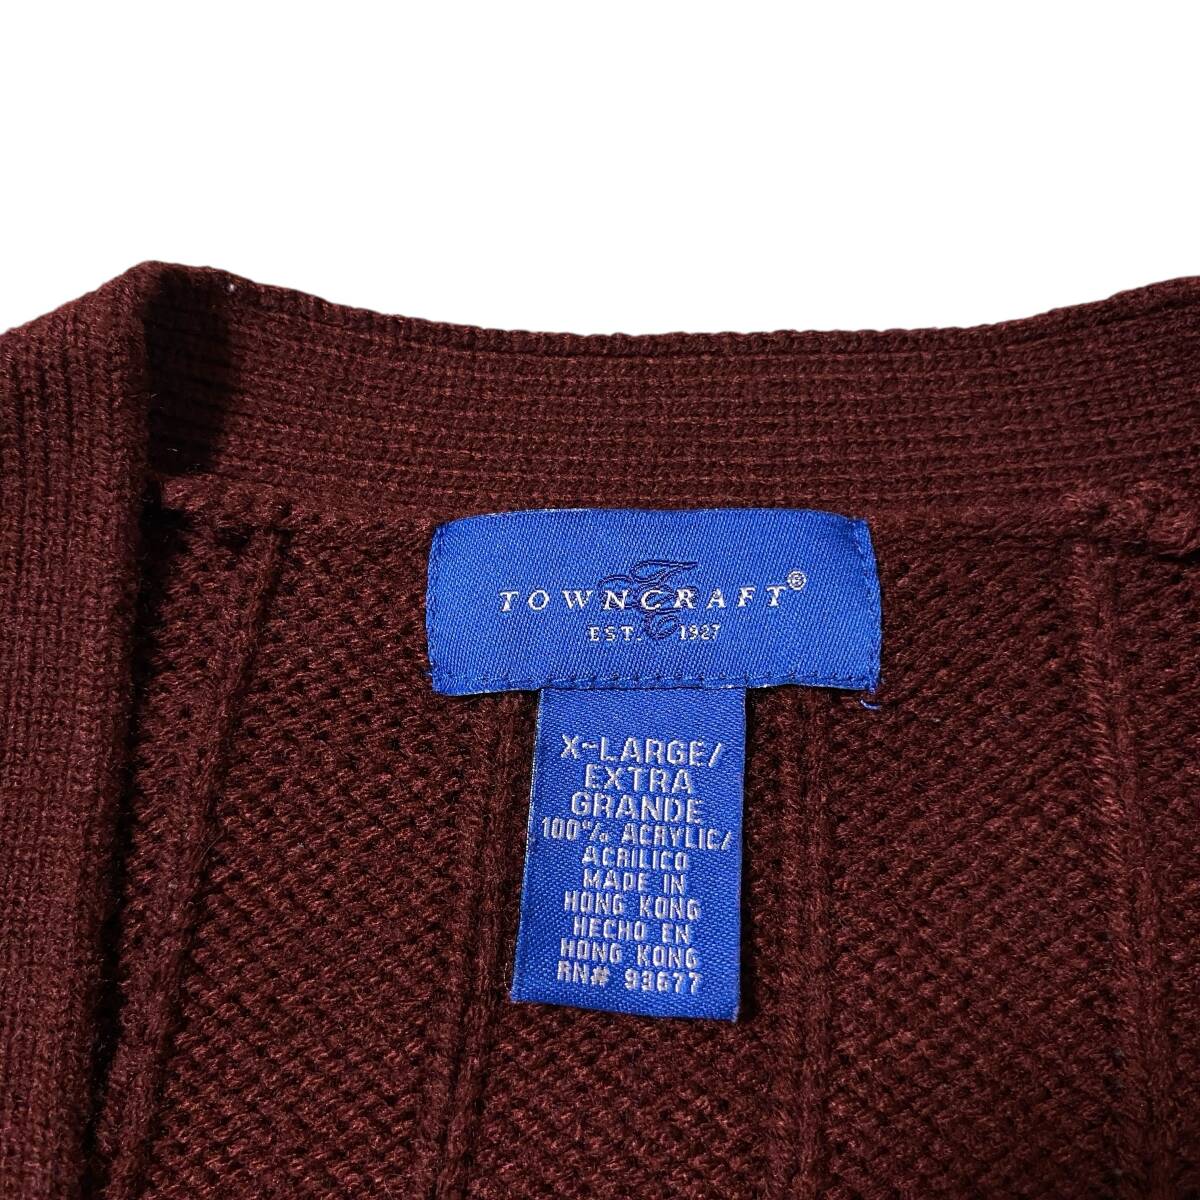 TOWNCRAFT®
EST. 1927
X-LARGE/
EXTRA
GRANDE
100% ACRYLIC/
ACRILICO
MADE IN
HONG KONG
HECHO EN
HONG KONG
RN# 93677